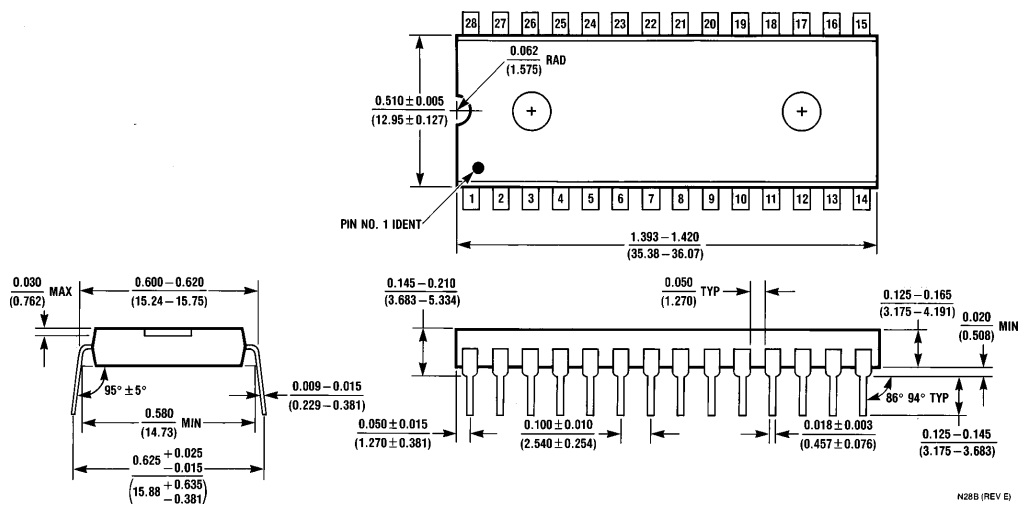 28 27 26 25 24 23 22 21 20 19 18 17 16 15
0.062
(1.575)
RAD
0.510 ± 0.005
(12.95 ± 0.127)
PIN NO. 1 IDENT
1 2 3 4 5 6 7 8 9 10 11 12 13 14
1.393 – 1.420
(35.38 – 36.07)
0.030
(0.762)
MAX
0.600 – 0.620
(15.24 – 15.75)
95° ±5°
0.009 – 0.015
(0.229 – 0.381)
0.580
(14.73)
MIN
0.625 +0.025
–0.015
(15.88 +0.635
–0.381)
0.145 – 0.210
(3.683 – 5.334)
0.050
(1.270)
TYP
0.125 – 0.165
(3.175 – 4.191)
0.020
(0.508)
MIN
86° 94° TYP
0.050 ± 0.015
(1.270 ± 0.381)
0.100 ± 0.010
(2.540 ± 0.254)
0.018 ± 0.003
(0.457 ± 0.076)
0.125 – 0.145
(3.175 – 3.683)
N28B (REV E)